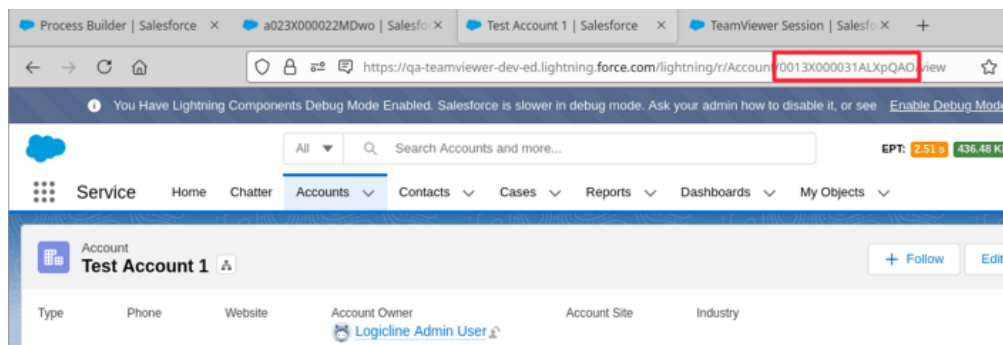 Process Builder | Salesforce
a023X000022MDwo | Salesfo
Test Account 1 | Salesforce
TeamViewer Session | Salesfo
https://qa-teamviewer-dev-ed.lightning.force.com/lightning/r/Account/0013X000031ALXpQAO/view
You Have Lightning Components Debug Mode Enabled. Salesforce is slower in debug mode. Ask your admin how to disable it, or see Enable Debug Mode
All Search Accounts and more... EPT: 2.51 s 436.48 K
Service Home Chatter Accounts Contacts Cases Reports Dashboards My Objects
Account
Test Account 1
+ Follow Edit
Type Phone Website Account Owner Account Site Industry
Logicline Admin User